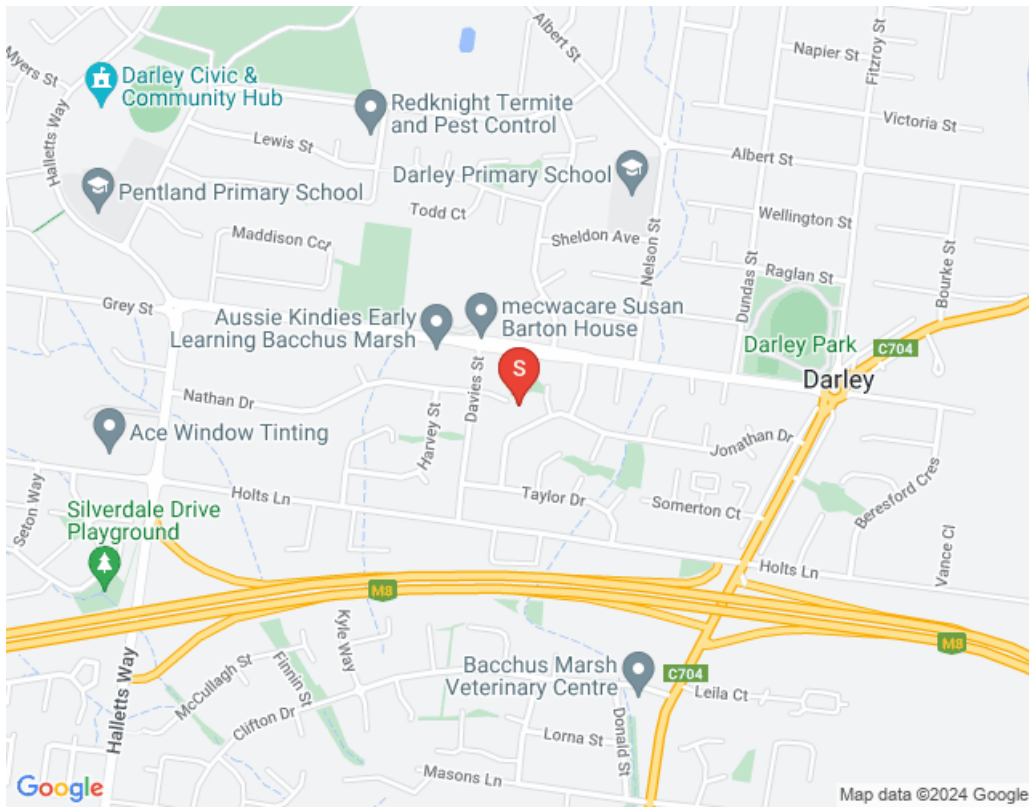 Myers St
Halletts Way
Darley Civic &
Community Hub
Albert St
Napier St
Fitzroy St
Redknight Termite
and Pest Control
Lewis St
Victoria St
Albert St
Pentland Primary School
Darley Primary School
Todd Ct
Wellington St
Maddison Ccr
Sheldon Ave
Nelson St
Dundas St
Raglan St
Bourke St
Grey St
Aussie Kindies Early
Learning Bacchus Marsh
mecwacare Susan
Barton House
Darley Park
C704
Darley
S
Davies St
Nathan Dr
Harvey St
Ace Window Tinting
Jonathan Dr
Seton Way
Holts Ln
Taylor Dr
Somerton Ct
Beresford Cres
Silverdale Drive
Playground
Vance Cl
Holts Ln
M8
M8
Kyle Way
McCullagh St
Finnin St
Bacchus Marsh
Veterinary Centre
C704
Leila Ct
Halletts Way
Clifton Dr
Lorna St
Donald St
Masons Ln
Google
Map data ©2024 Google